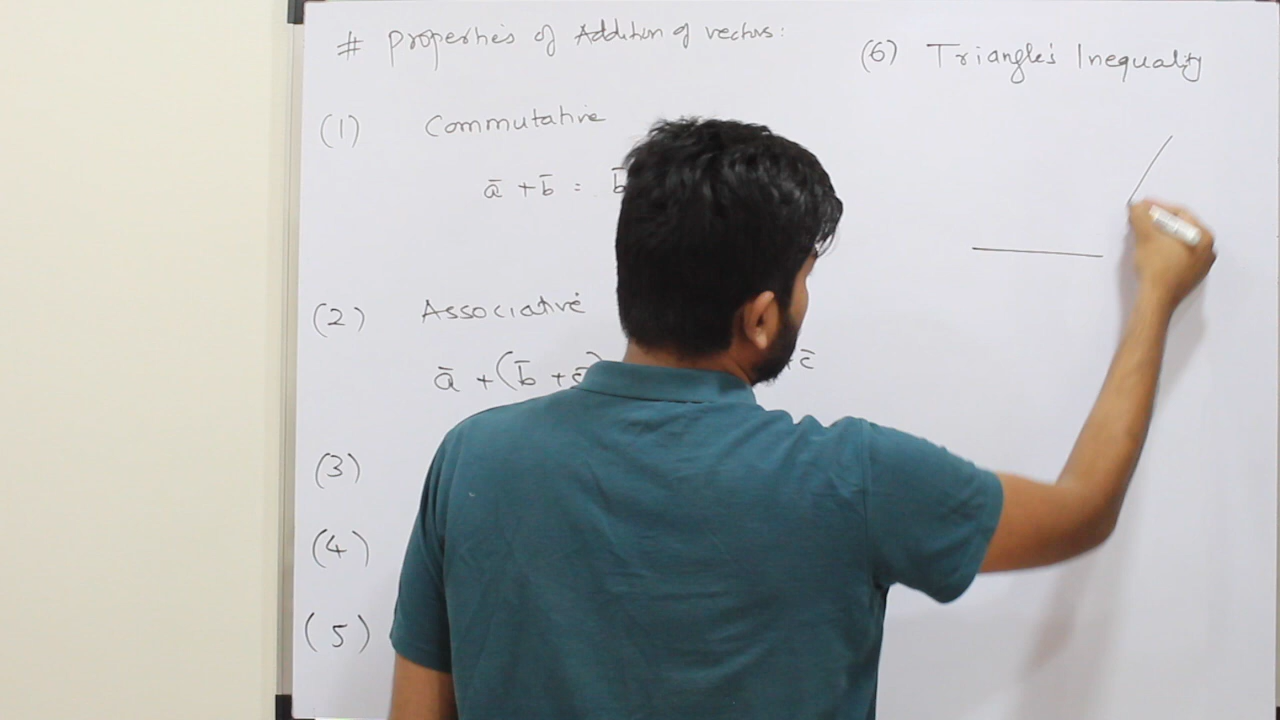 # Properties of Addition of vectors:
(1) Commutative
ā + b̄ = b̄
(2) Associative
ā + (b̄ + c̄) + c̄
(3)
(4)
(5)
(6) Triangle's Inequality